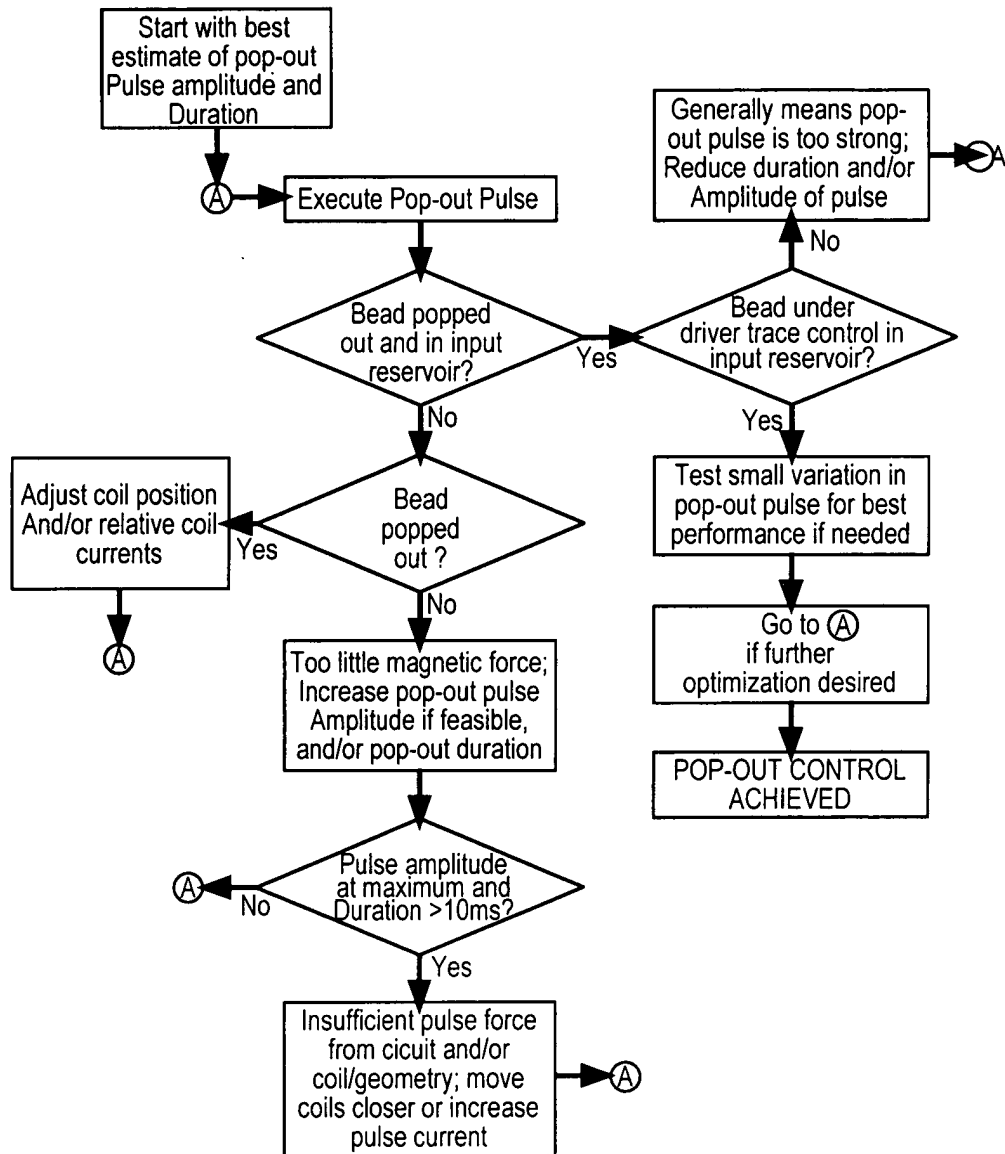 Start with best
estimate of pop-out
Pulse amplitude and
Duration
A
Execute Pop-out Pulse
Generally means pop-
out pulse is too strong;
Reduce duration and/or
Amplitude of pulse
A
No
Bead popped
out and in input
reservoir?
Yes
Bead under
driver trace control in
input reservoir?
No
Yes
Adjust coil position
And/or relative coil
currents
Yes
Bead
popped
out ?
Test small variation in
pop-out pulse for best
performance if needed
A
No
Too little magnetic force;
Increase pop-out pulse
Amplitude if feasible,
and/or pop-out duration
Go to A
if further
optimization desired
POP-OUT CONTROL
ACHIEVED
A
No
Pulse amplitude
at maximum and
Duration >10ms?
Yes
Insufficient pulse force
from cicuit and/or
coil/geometry; move
coils closer or increase
pulse current
A